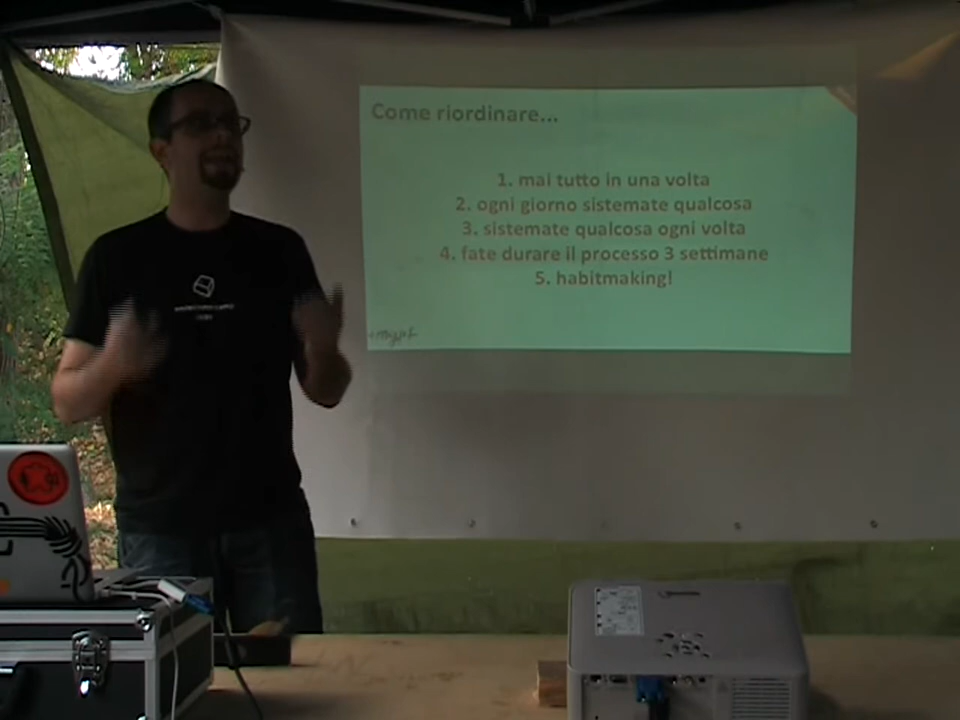 Come riordinare...
1. mai tutto in una volta
2. ogni giorno sistemate qualcosa
3. sistemate qualcosa ogni volta
4. fate durare il processo 3 settimane
5. habitmaking!